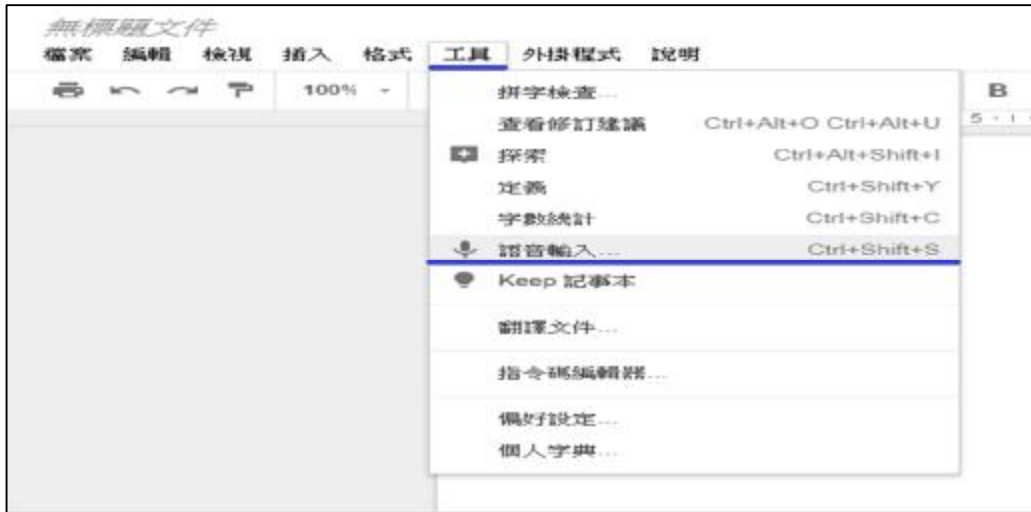 無標題文件
檔案 編輯 檢視 插入 格式 工具 外掛程式 說明
100%
拼字檢查...
B
查看修訂建議 Ctrl+Alt+O Ctrl+Alt+U
5
探索 Ctrl+Alt+Shift+I
定義 Ctrl+Shift+Y
字數統計 Ctrl+Shift+C
語音輸入... Ctrl+Shift+S
Keep 記事本
翻譯文件...
指令碼編輯器...
偏好設定...
個人字典...